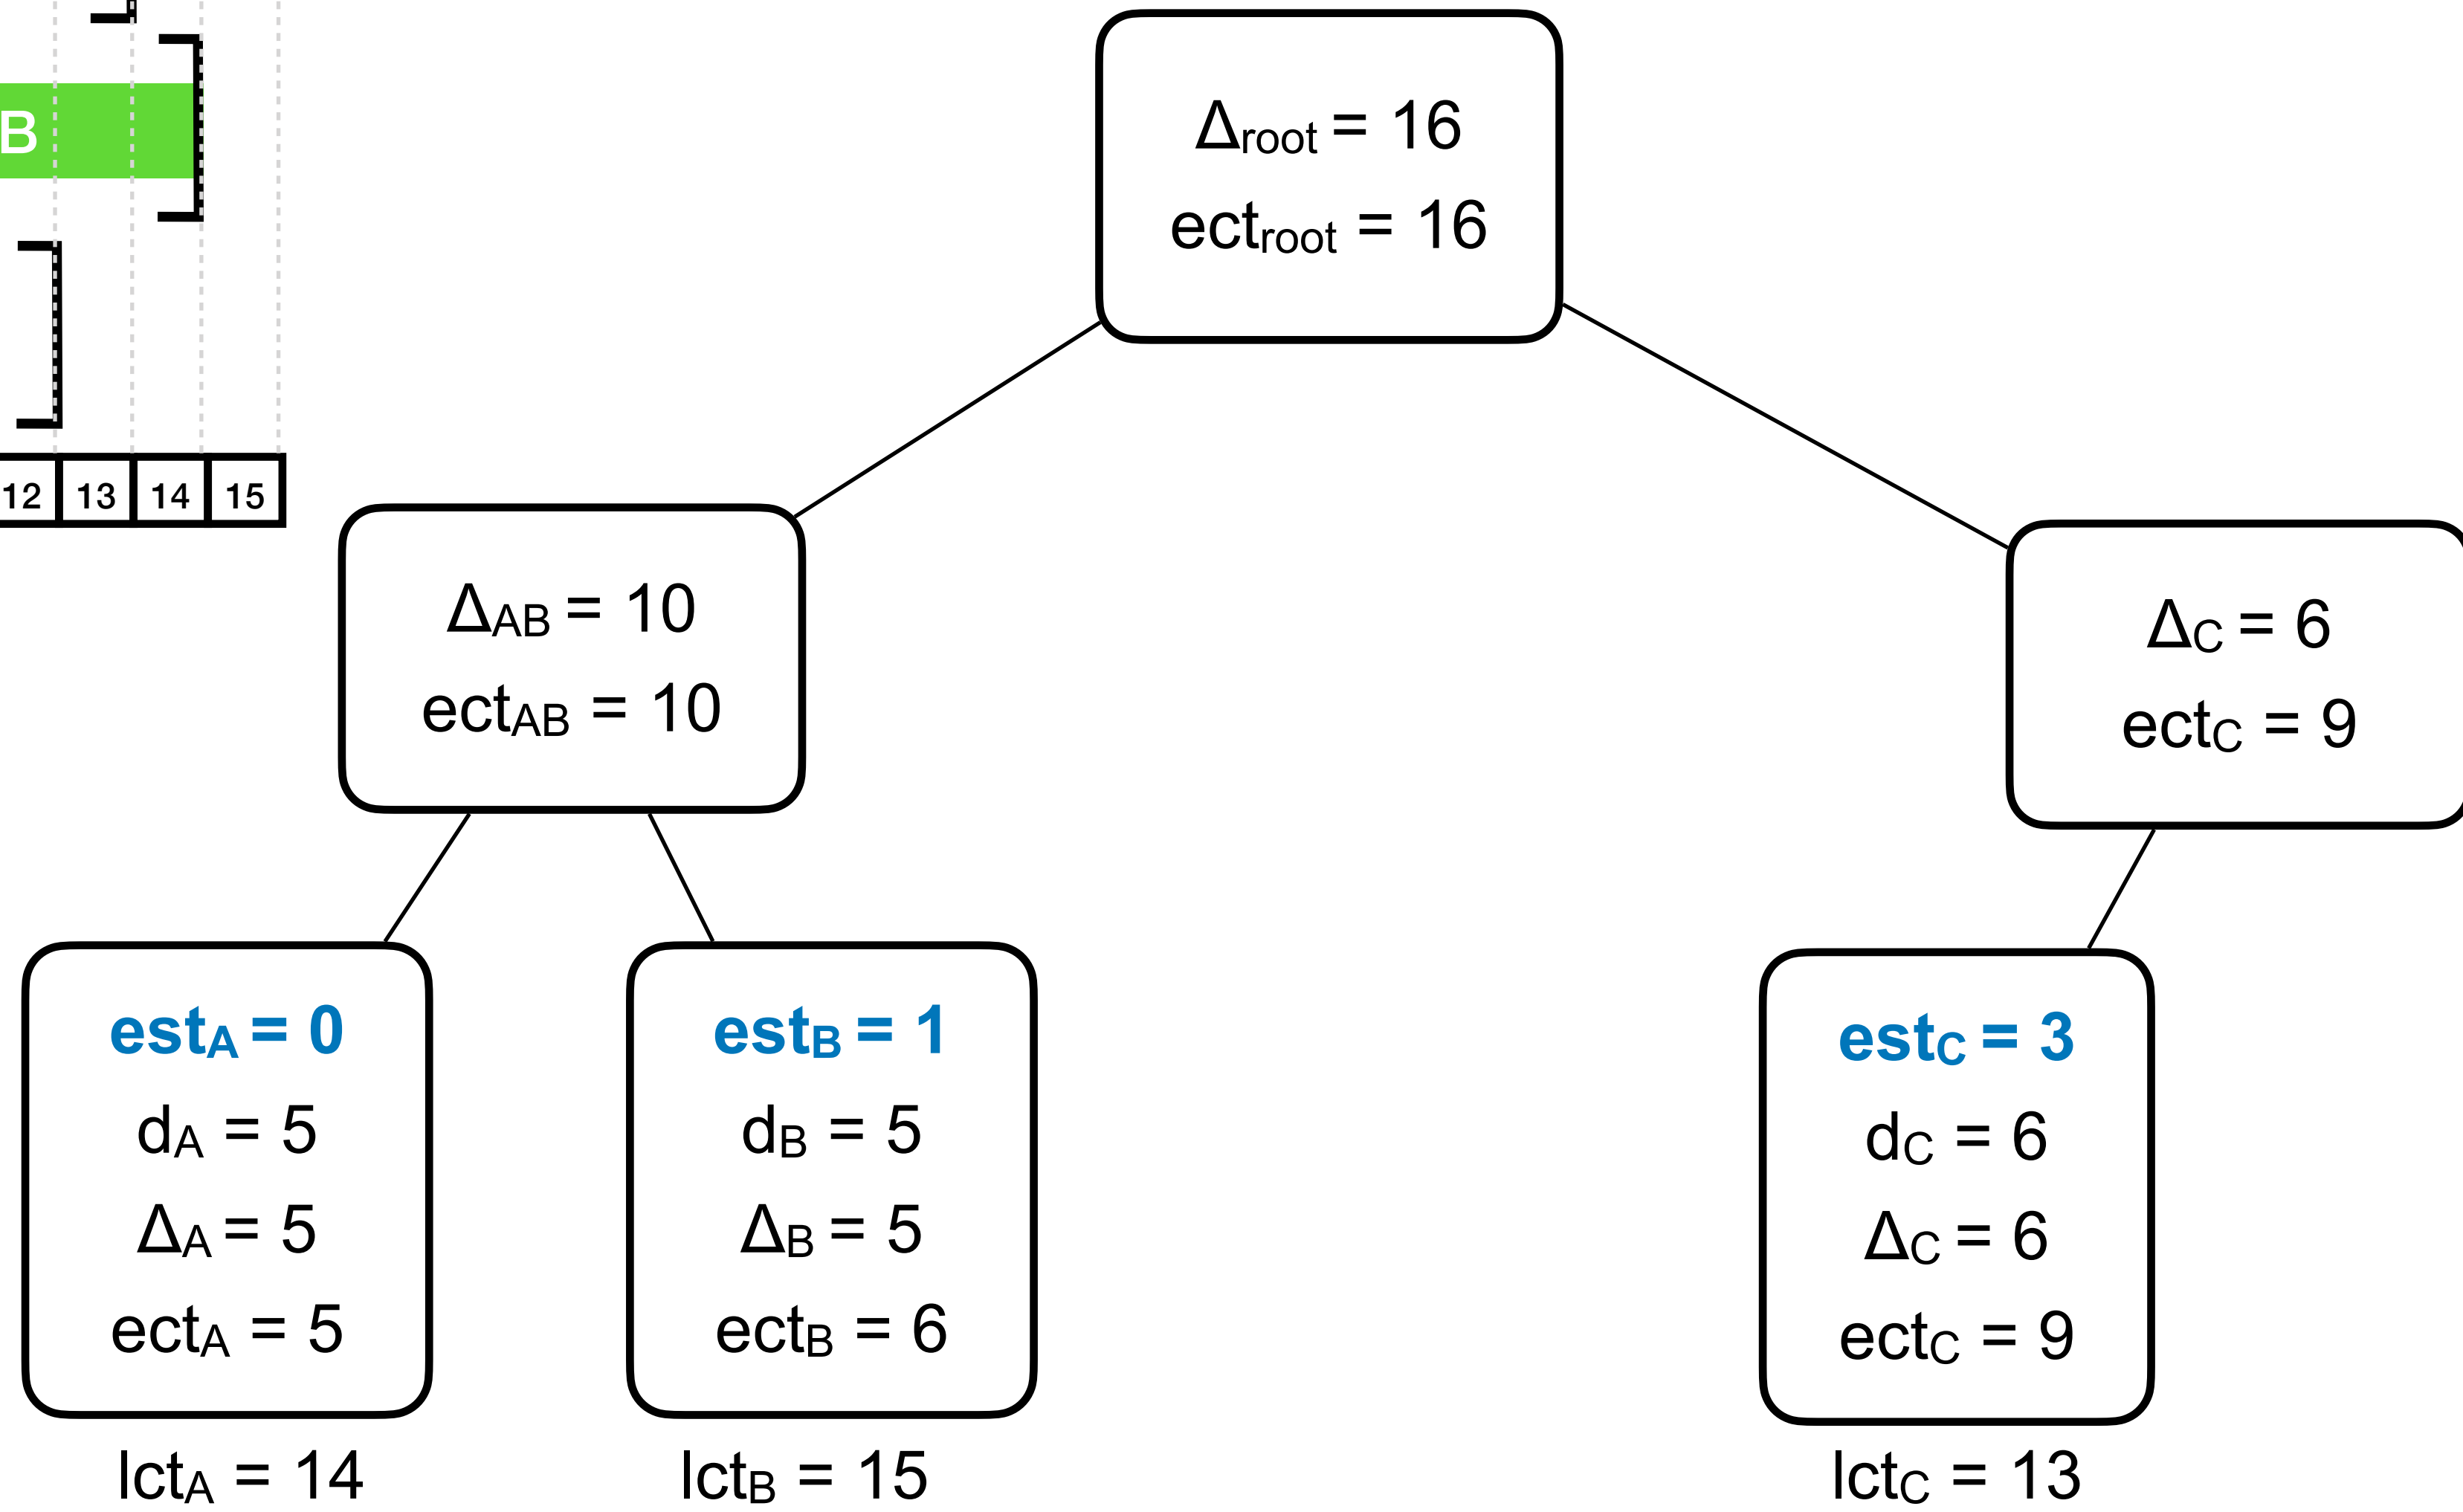 B
12 13 14 15
Δroot = 16
ectroot = 16
ΔAB = 10
ectAB = 10
ΔC = 6
ectC = 9
estA = 0
dA = 5
ΔA = 5
ectA = 5
lctA = 14
estB = 1
dB = 5
ΔB = 5
ectB = 6
lctB = 15
estC = 3
dC = 6
ΔC = 6
ectC = 9
lctC = 13